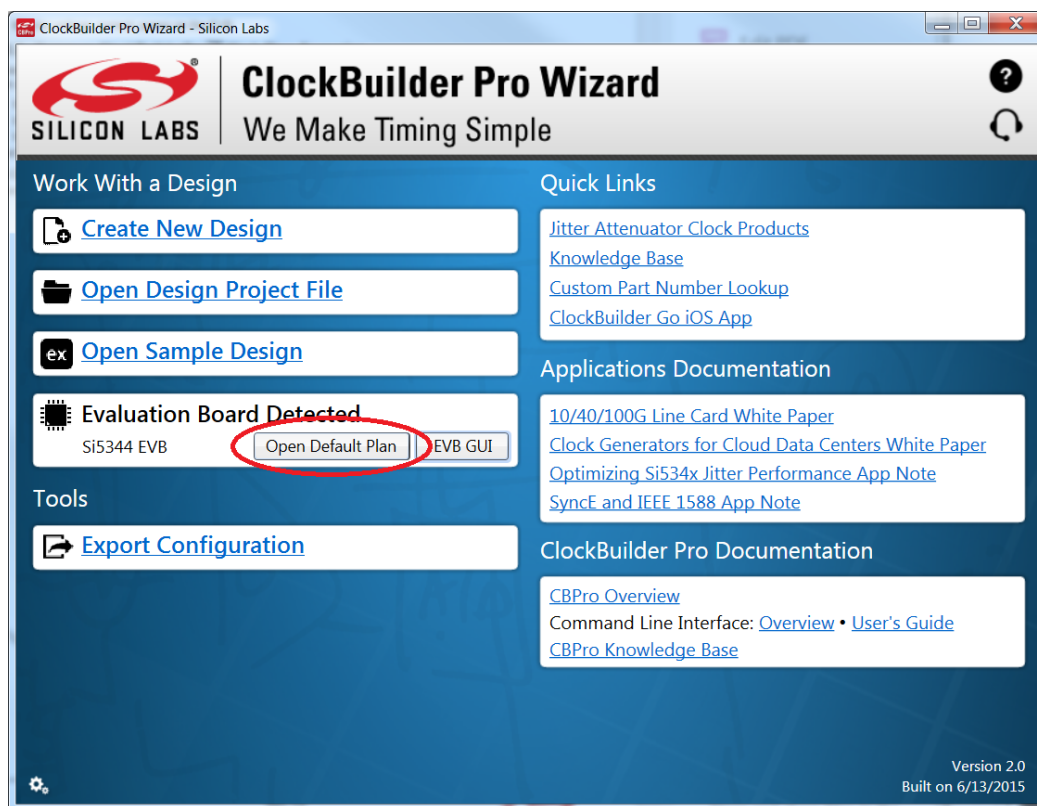 ClockBuilder Pro Wizard - Silicon Labs
SILICON LABS
ClockBuilder Pro Wizard
We Make Timing Simple
Work With a Design
Create New Design
Open Design Project File
ex Open Sample Design
Evaluation Board Detected
Si5344 EVB Open Default Plan EVB GUI
Tools
Export Configuration
Quick Links
Jitter Attenuator Clock Products
Knowledge Base
Custom Part Number Lookup
ClockBuilder Go iOS App
Applications Documentation
10/40/100G Line Card White Paper
Clock Generators for Cloud Data Centers White Paper
Optimizing Si534x Jitter Performance App Note
SyncE and IEEE 1588 App Note
ClockBuilder Pro Documentation
CBPro Overview
Command Line Interface: Overview • User's Guide
CBPro Knowledge Base
Version 2.0
Built on 6/13/2015